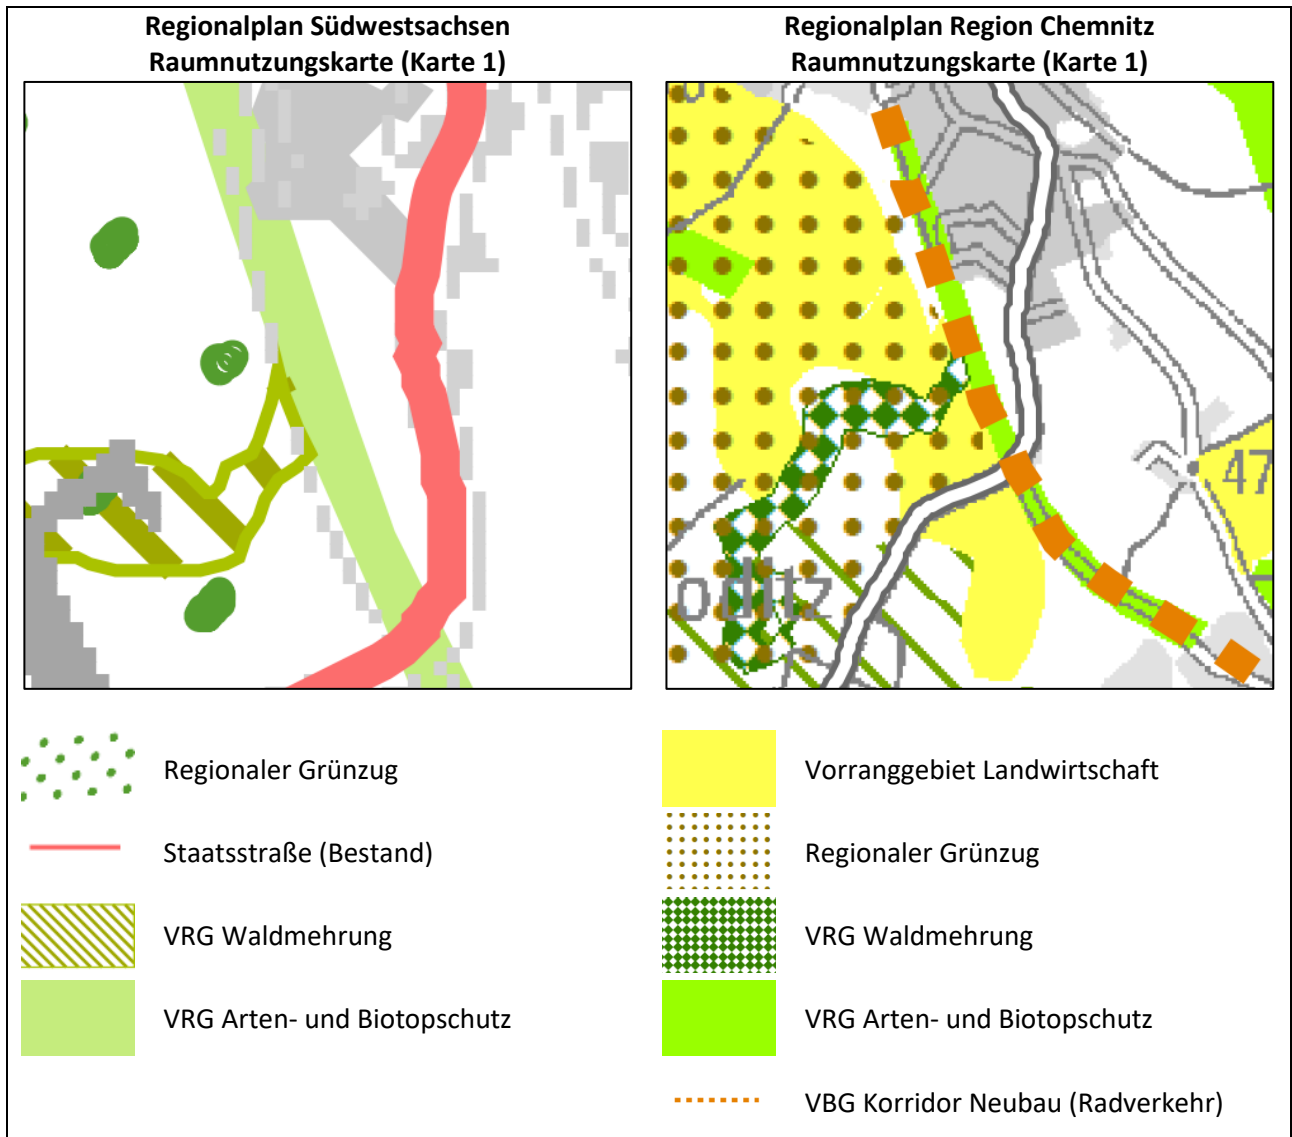 Regionalplan Südwestsachsen
Raumnutzungskarte (Karte 1)
Regionalplan Region Chemnitz
Raumnutzungskarte (Karte 1)
47
odlitz
Regionaler Grünzug
Staatsstraße (Bestand)
VRG Waldmehrung
VRG Arten- und Biotopschutz
Vorranggebiet Landwirtschaft
Regionaler Grünzug
VRG Waldmehrung
VRG Arten- und Biotopschutz
VBG Korridor Neubau (Radverkehr)